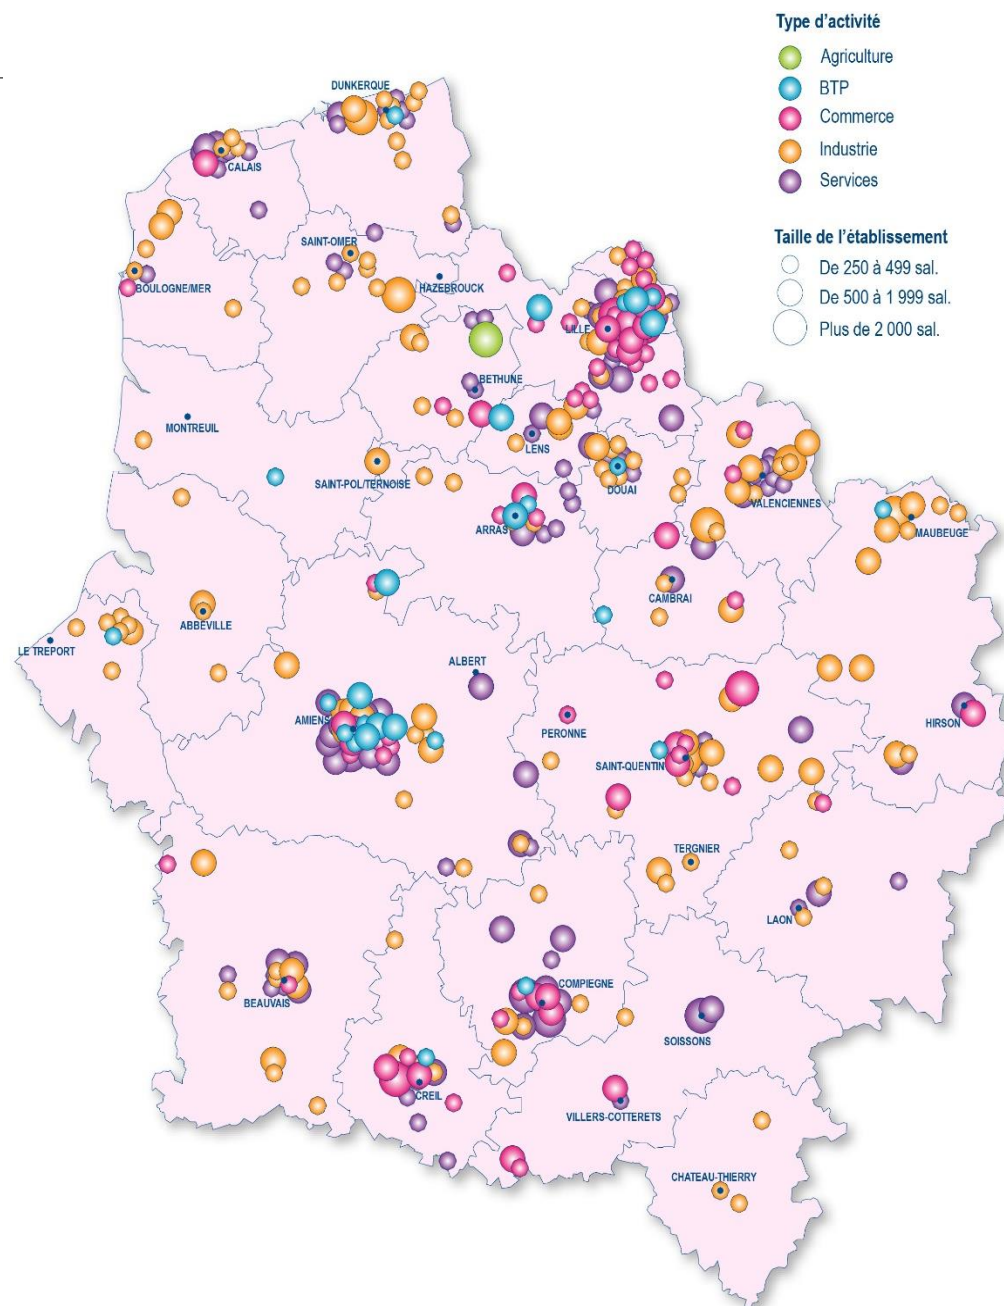 Type d'activité
Agriculture
BTP
Commerce
Industrie
Services
Taille de l'établissement
De 250 à 499 sal.
De 500 à 1 999 sal.
Plus de 2 000 sal.
DUNKERQUE
CALAIS
SAINT-OMER
BOULOGNE/MER
HAZEBROUCK
LILLE
BETHUNE
MONTREUIL
LENS
SAINT-POL/TERNOISE
DOUAI
VALENCIENNES
ARRAS
MAUBEUGE
CAMBRAI
ABBEVILLE
LE TREPORT
ALBERT
AMIENS
PERONNE
HIRSON
SAINT-QUENTIN
TERGNIER
LAON
COMPIEGNE
BEAUVAIS
SOISSONS
CREIL
VILLERS-COTTERETS
CHATEAU-THIERRY